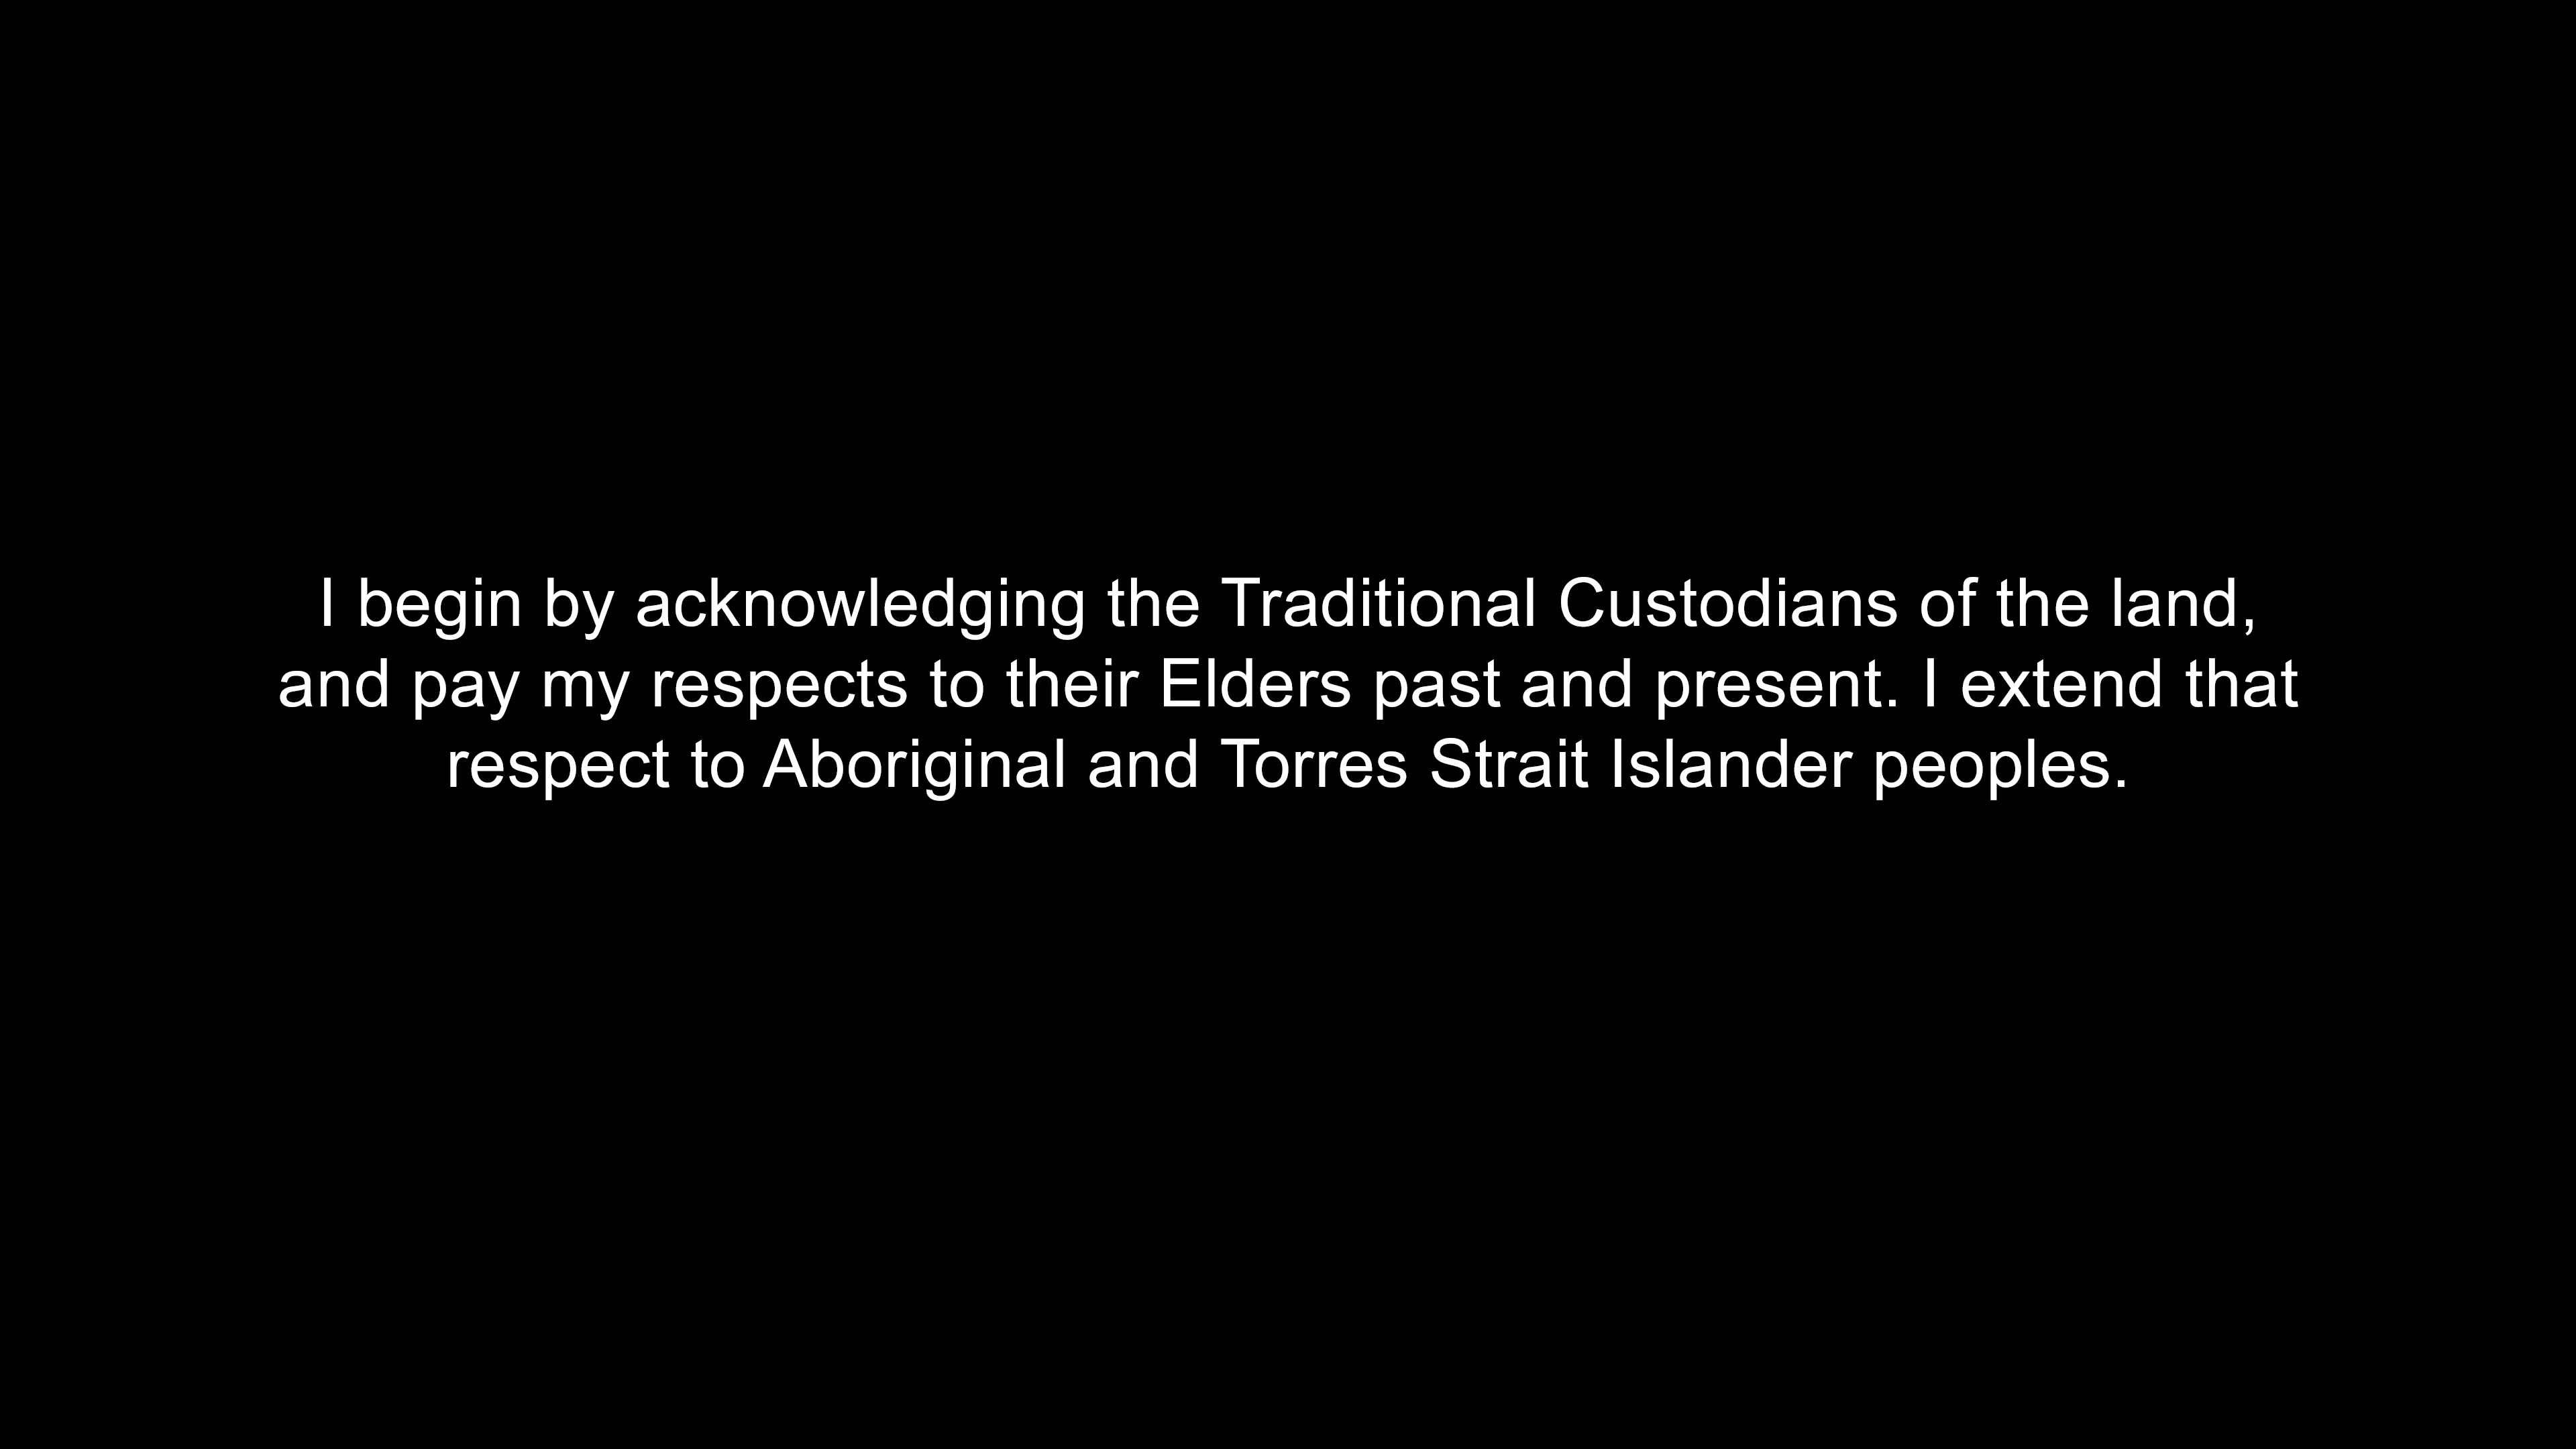 I begin by acknowledging the Traditional Custodians of the land,
and pay my respects to their Elders past and present. I extend that
respect to Aboriginal and Torres Strait Islander peoples.